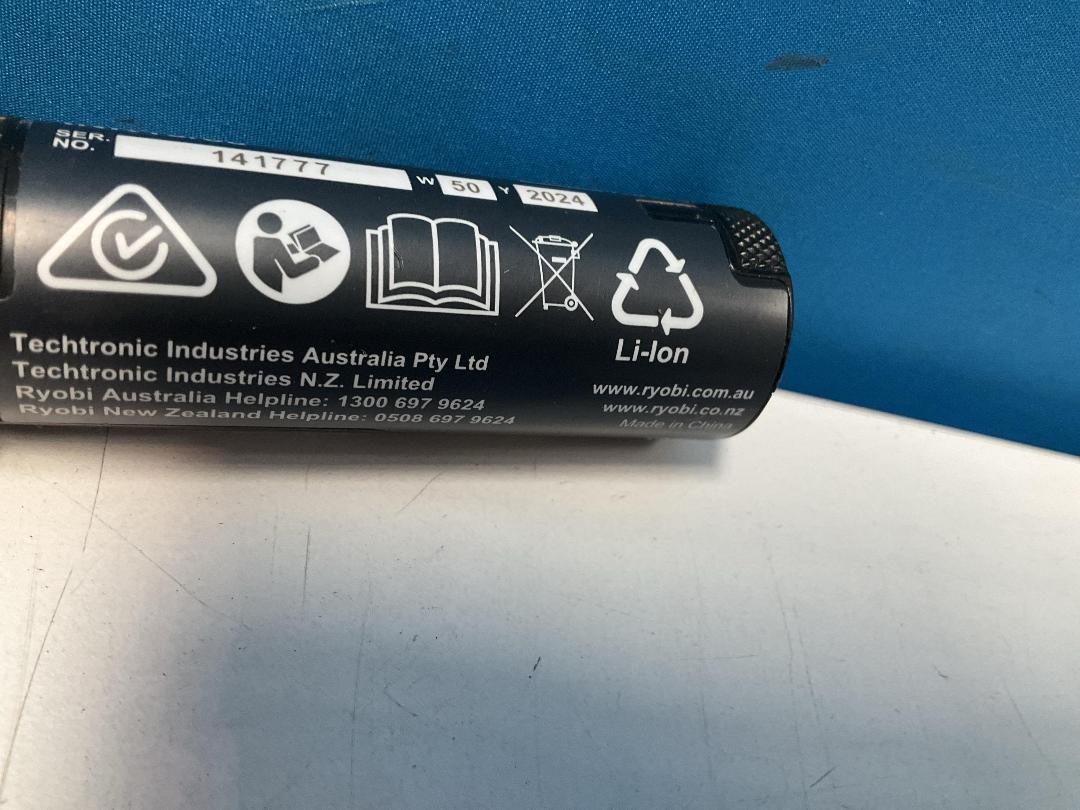 SER. NO. 141777 W 50 Y 2024
Li-Ion
Techtronic Industries Australia Pty Ltd
Techtronic Industries N.Z. Limited
Ryobi Australia Helpline: 1300 697 9624
Ryobi New Zealand Helpline: 0508 697 9624
www.ryobi.com.au
www.ryobi.co.nz
Made in China